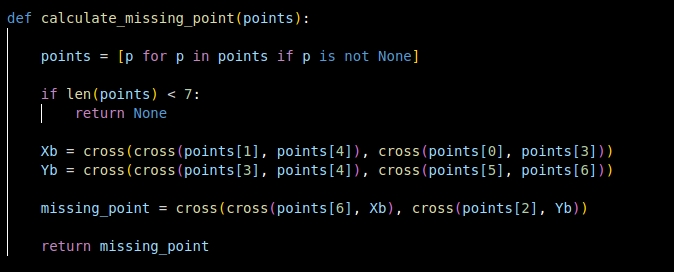 def calculate_missing_point(points):
points = [p for p in points if p is not None]
if len(points) < 7:
return None
Xb = cross(cross(points[1], points[4]), cross(points[0], points[3]))
Yb = cross(cross(points[3], points[4]), cross(points[5], points[6]))
missing_point = cross(cross(points[6], Xb), cross(points[2], Yb))
return missing_point